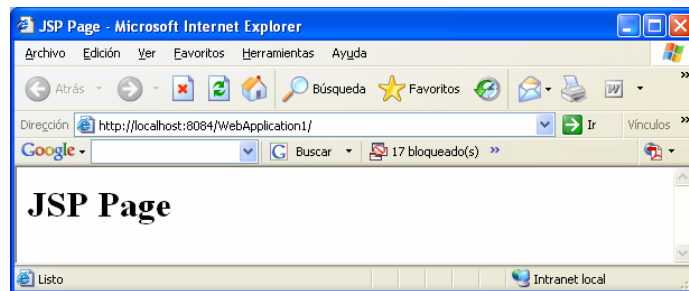 JSP Page - Microsoft Internet Explorer
Archivo Edición Ver Favoritos Herramientas Ayuda
Atrás Búsqueda Favoritos W »
Dirección http://localhost:8084/WebApplication1/ Ir Vínculos »
Google G Buscar 17 bloqueado(s) »
JSP Page
Listo Intranet local